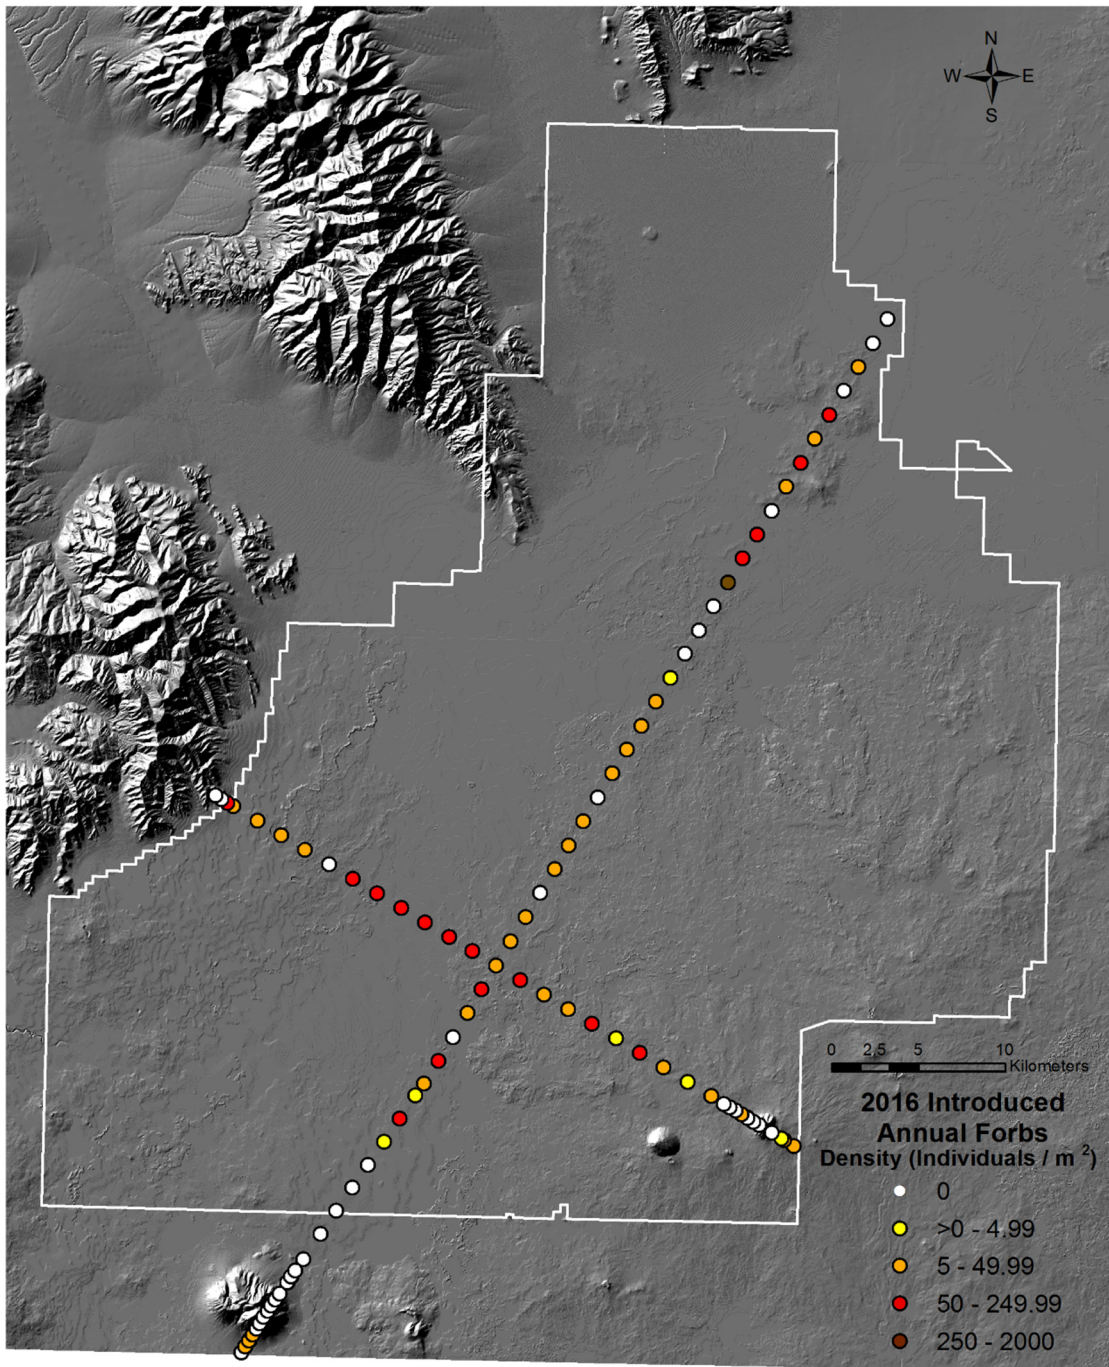 N
W E
S
0 2.5 5 10
Kilometers
2016 Introduced
Annual Forbs
Density (Individuals / m 2)
0
>0 - 4.99
5 - 49.99
50 - 249.99
250 - 2000